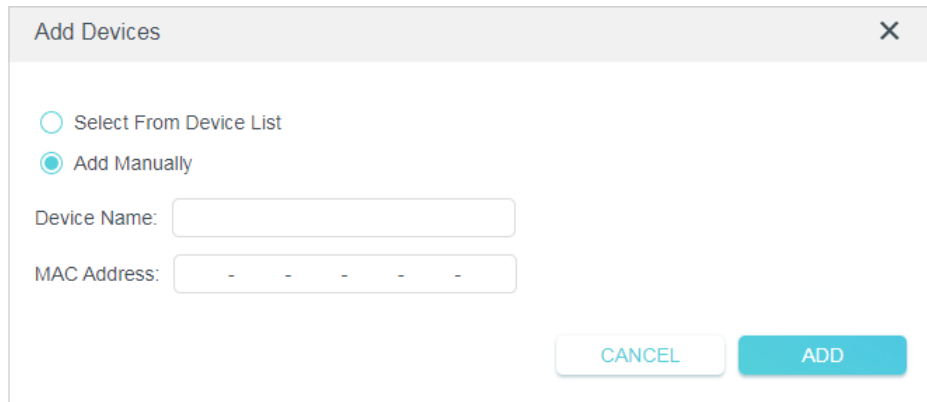 Add Devices
Select From Device List
Add Manually
Device Name:
MAC Address: - - - - -
CANCEL ADD